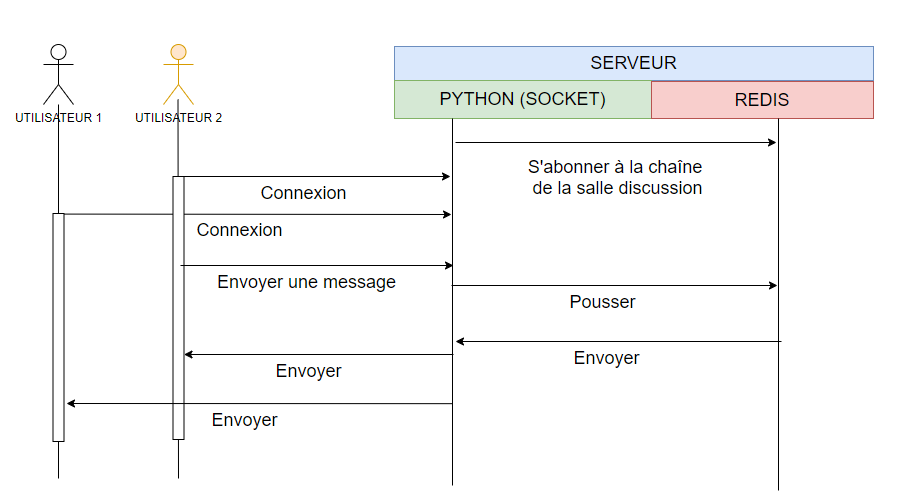 SERVEUR
PYTHON (SOCKET)
REDIS
UTILISATEUR 1
UTILISATEUR 2
S'abonner à la chaîne
de la salle discussion
Connexion
Connexion
Envoyer une message
Pousser
Envoyer
Envoyer
Envoyer